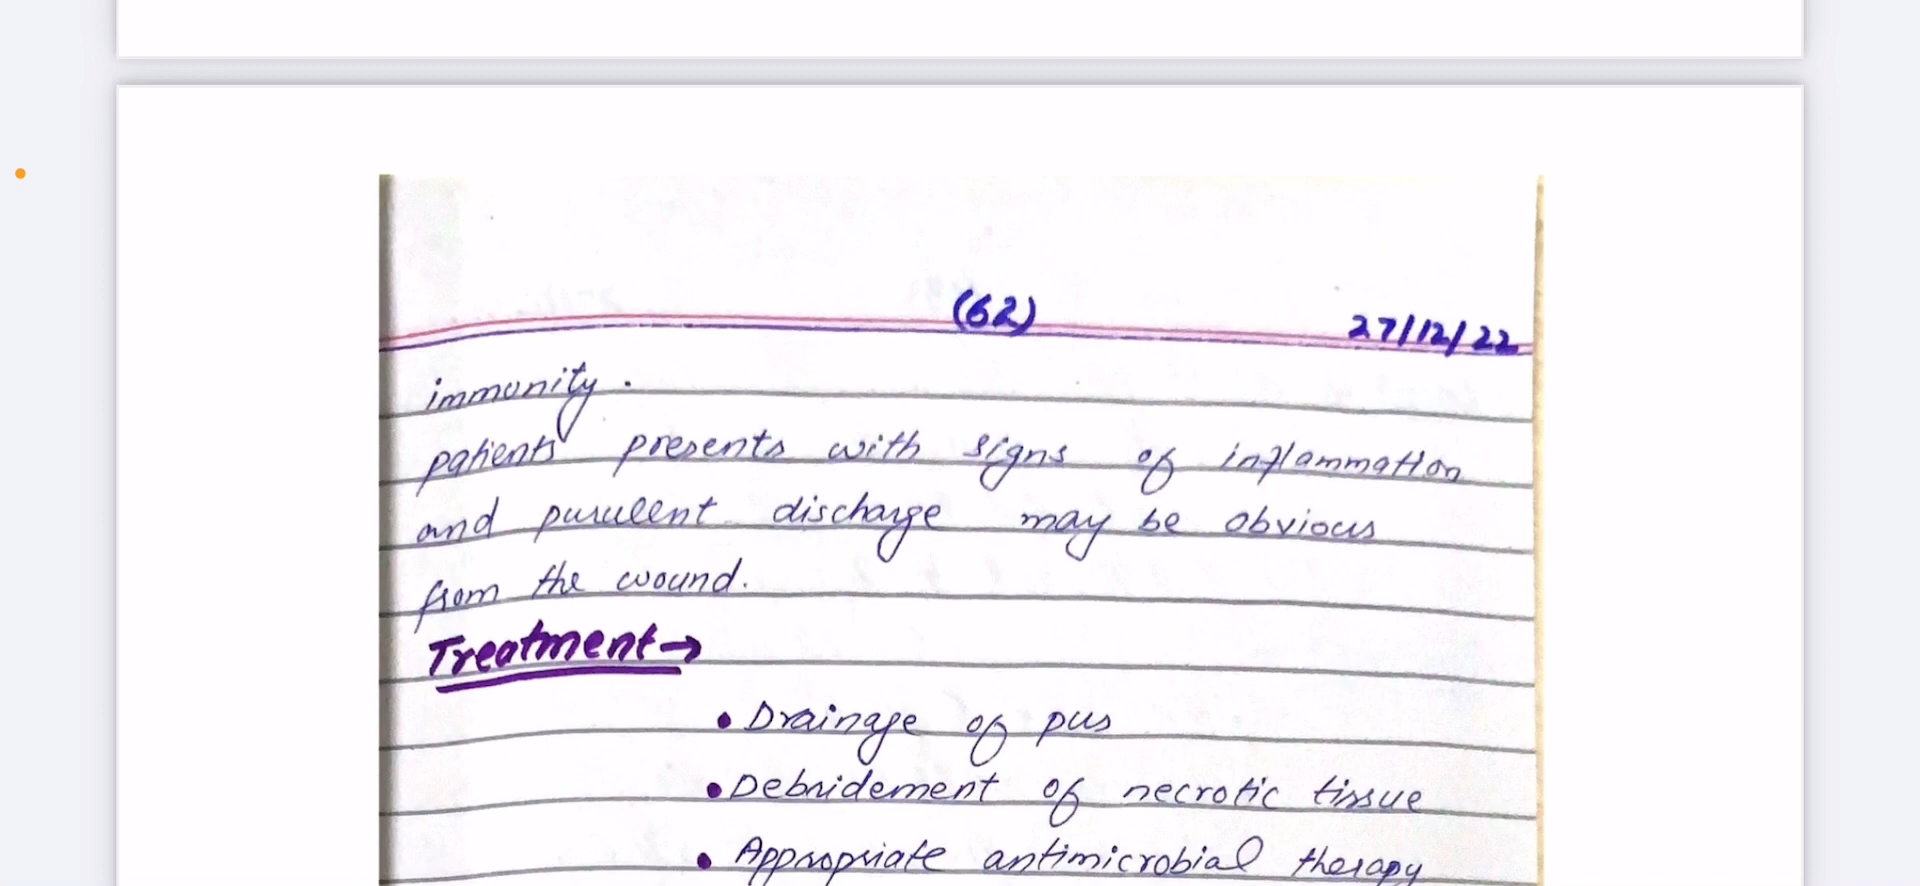 (62)
27/12/22
immunity.
patients presents with signs of inflammation
and purulent discharge may be obvious
from the wound.
Treatment→
• Drainage of pus
• Debridement of necrotic tissue
• Appropriate antimicrobial therapy